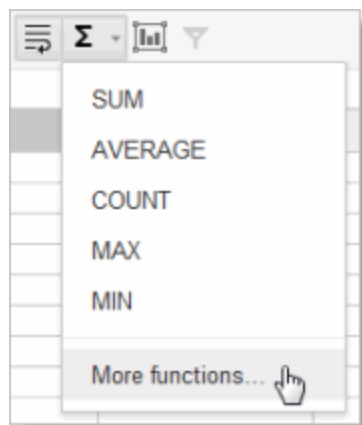 Σ
SUM
AVERAGE
COUNT
MAX
MIN
More functions...